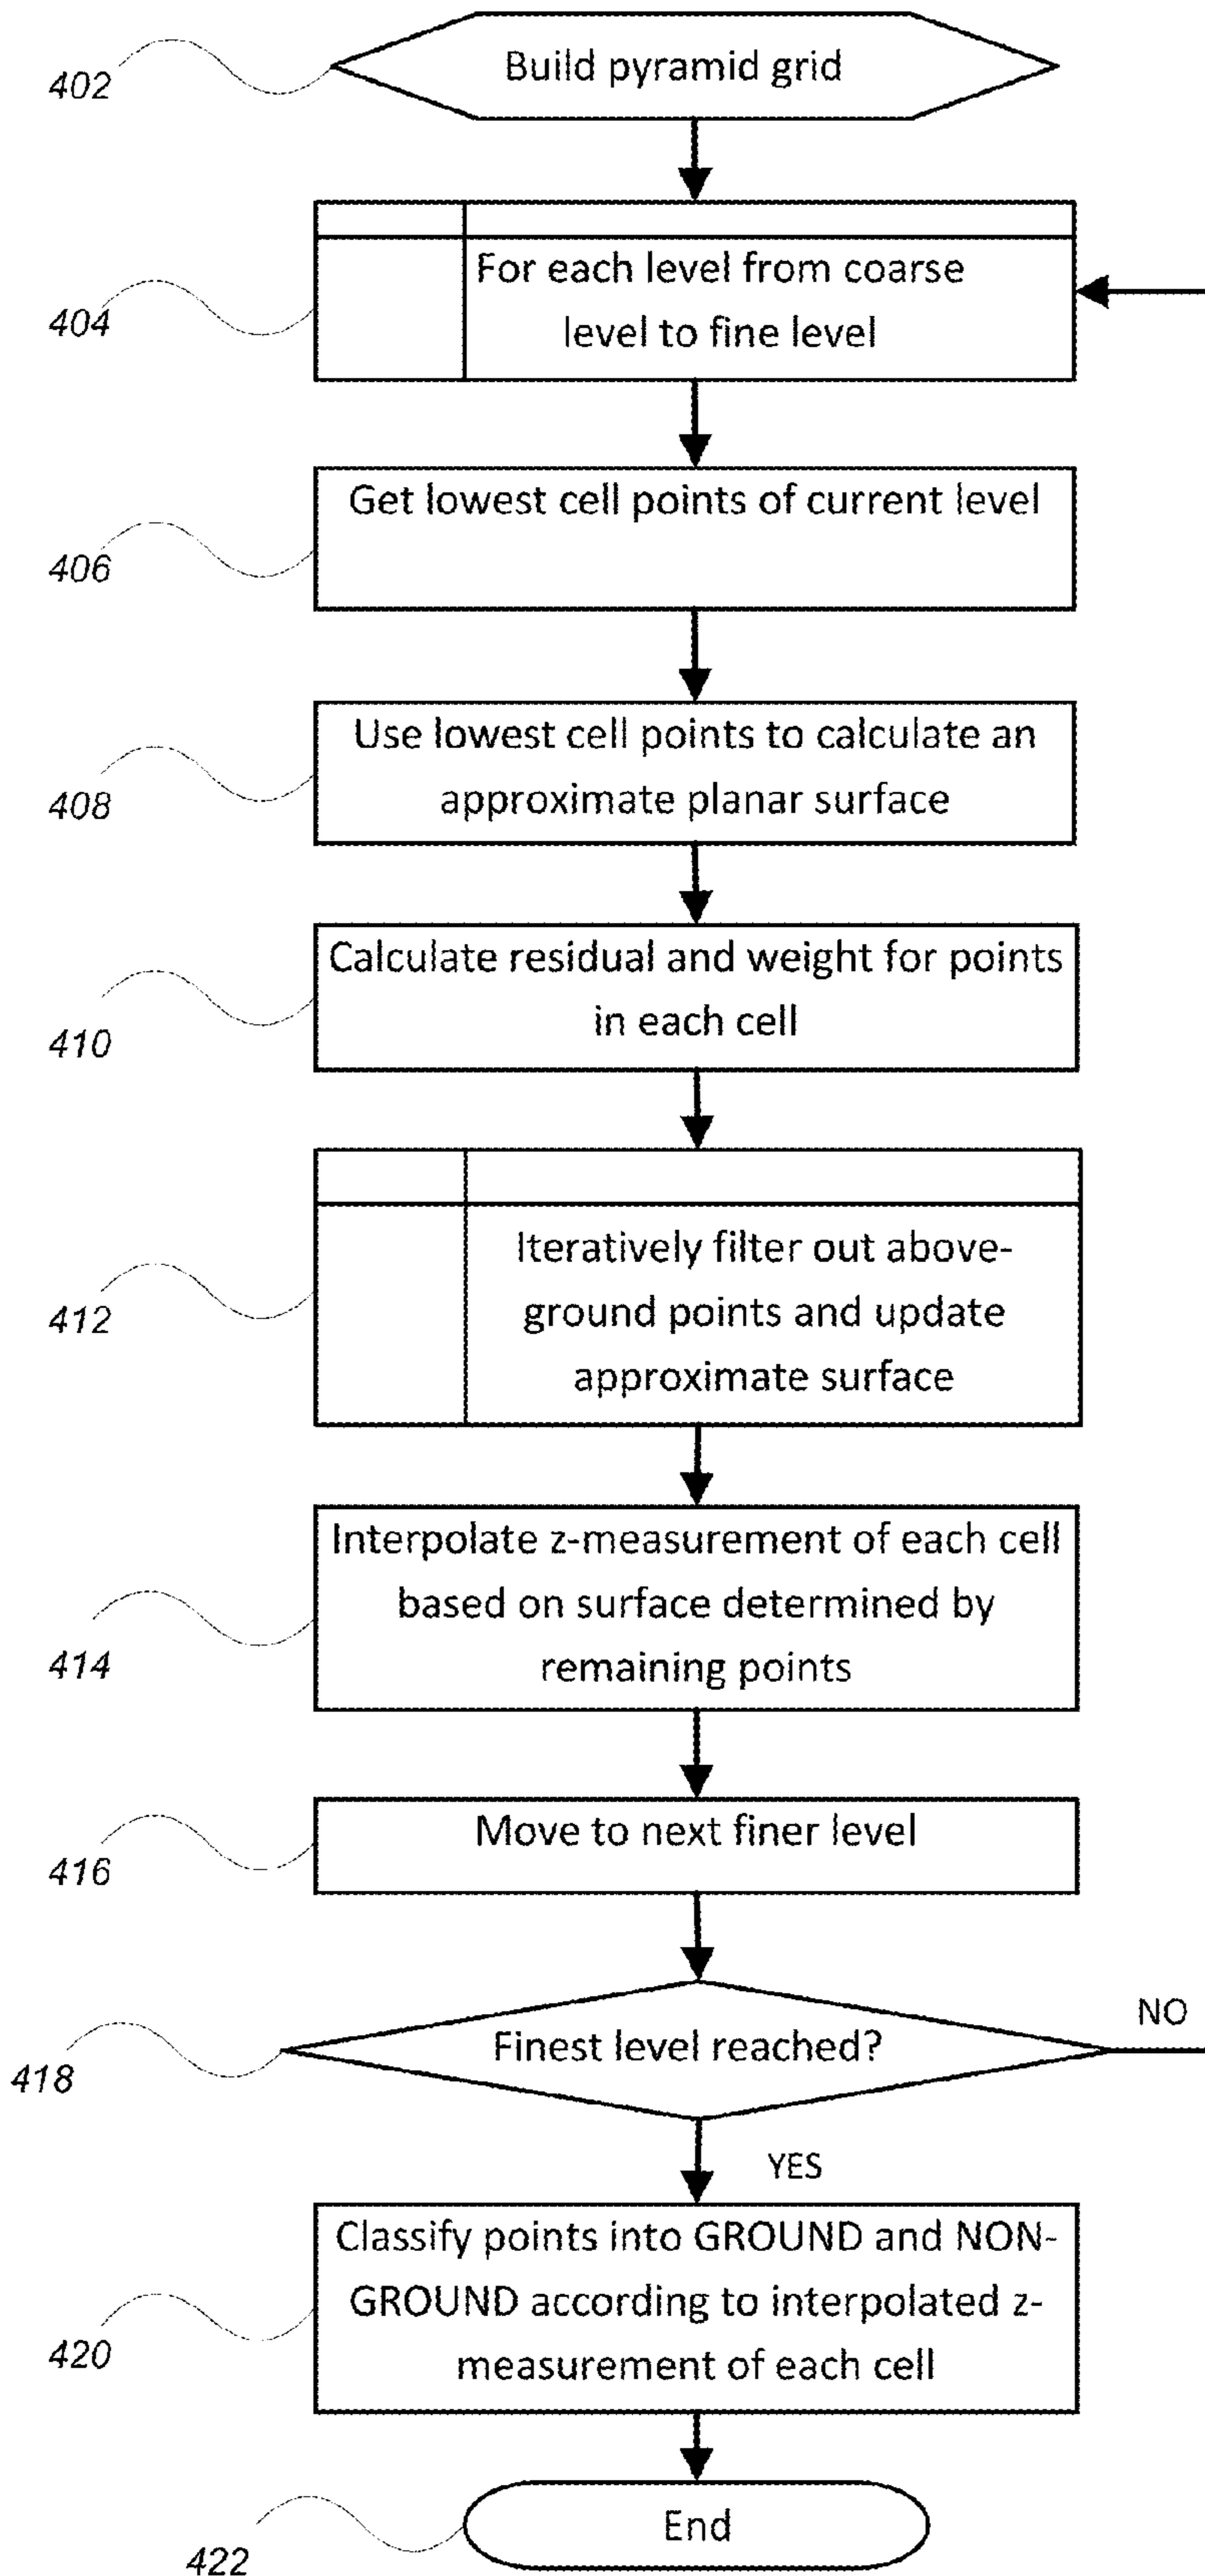 402
Build pyramid grid
404
For each level from coarse
level to fine level
406
Get lowest cell points of current level
408
Use lowest cell points to calculate an
approximate planar surface
410
Calculate residual and weight for points
in each cell
412
Iteratively filter out above-
ground points and update
approximate surface
414
Interpolate z-measurement of each cell
based on surface determined by
remaining points
416
Move to next finer level
418
Finest level reached?
NO
YES
420
Classify points into GROUND and NON-
GROUND according to interpolated z-
measurement of each cell
422
End